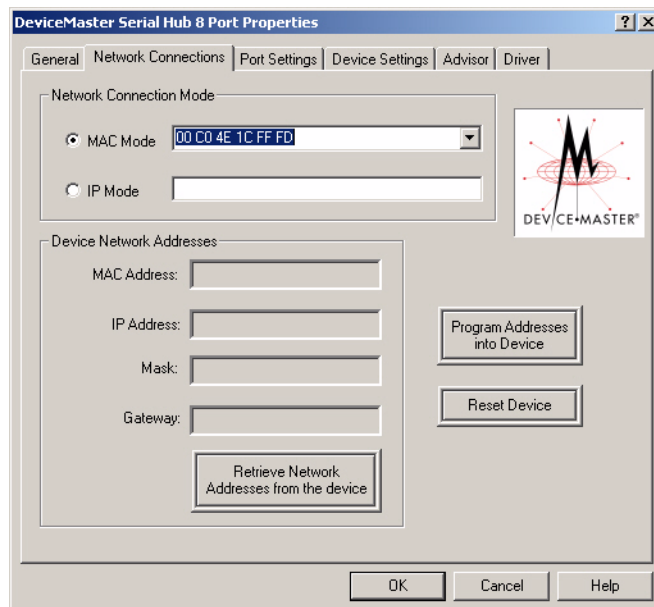 DeviceMaster Serial Hub 8 Port Properties
General Network Connections Port Settings Device Settings Advisor Driver
Network Connection Mode
MAC Mode 00 C0 4E 1C FF FD
IP Mode
DEVICE•MASTER®
Device Network Addresses
MAC Address:
IP Address:
Mask:
Gateway:
Retrieve Network
Addresses from the device
Program Addresses
into Device
Reset Device
OK Cancel Help